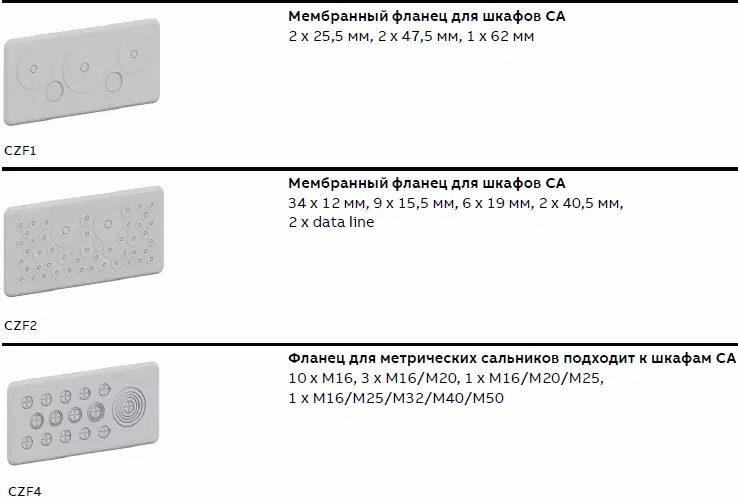 Мембранный фланец для шкафов CA
2 x 25,5 мм, 2 x 47,5 мм, 1 x 62 мм
CZF1
Мембранный фланец для шкафов CA
34 x 12 мм, 9 x 15,5 мм, 6 x 19 мм, 2 x 40,5 мм,
2 x data line
CZF2
Фланец для метрических сальников подходит к шкафам CA
10 x M16, 3 x M16/M20, 1 x M16/M20/M25,
1 x M16/M25/M32/M40/M50
CZF4